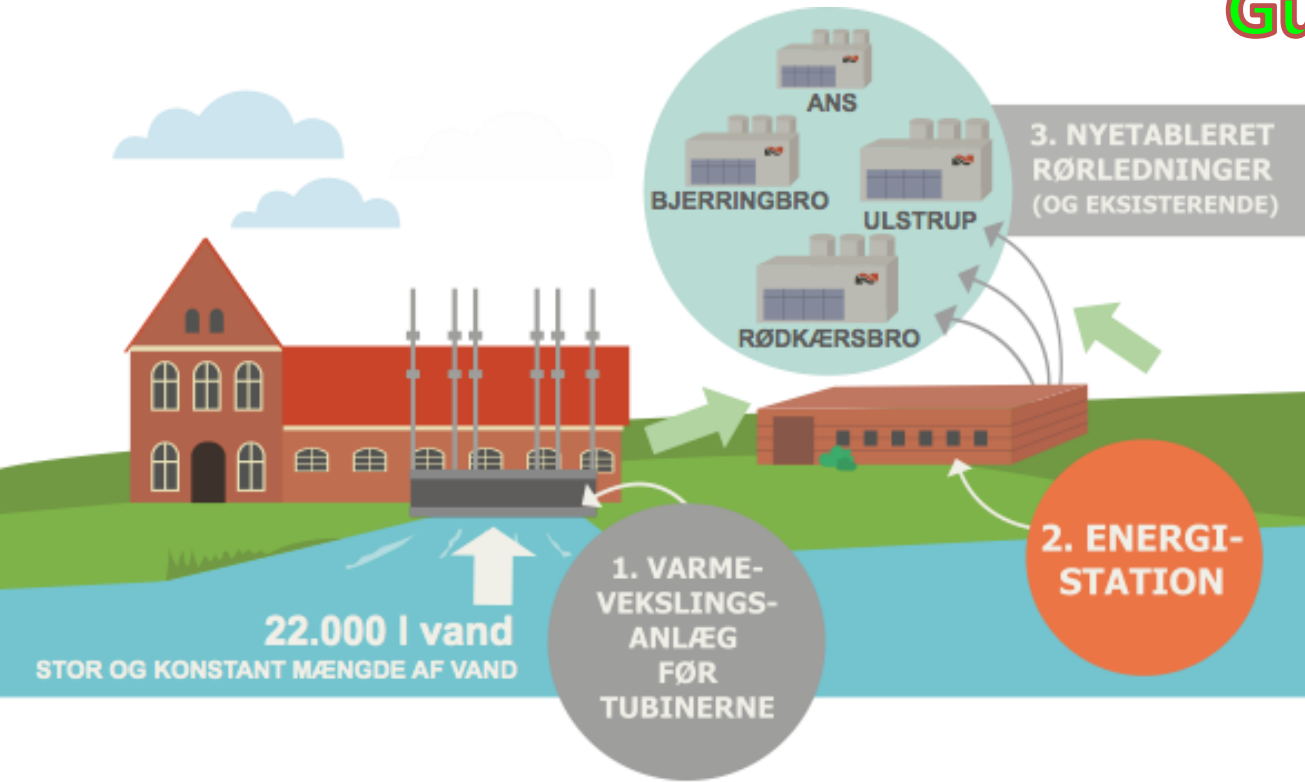 Gu
ANS
BJERRINGBRO
ULSTRUP
RØDKÆRSBRO
3. NYETABLERET
RØRLEDNINGER
(OG EKSISTERENDE)
22.000 l vand
STOR OG KONSTANT MÆNGDE AF VAND
1. VARME-
VEKSLINGS-
ANLÆG
FØR
TUBINERNE
2. ENERGI-
STATION